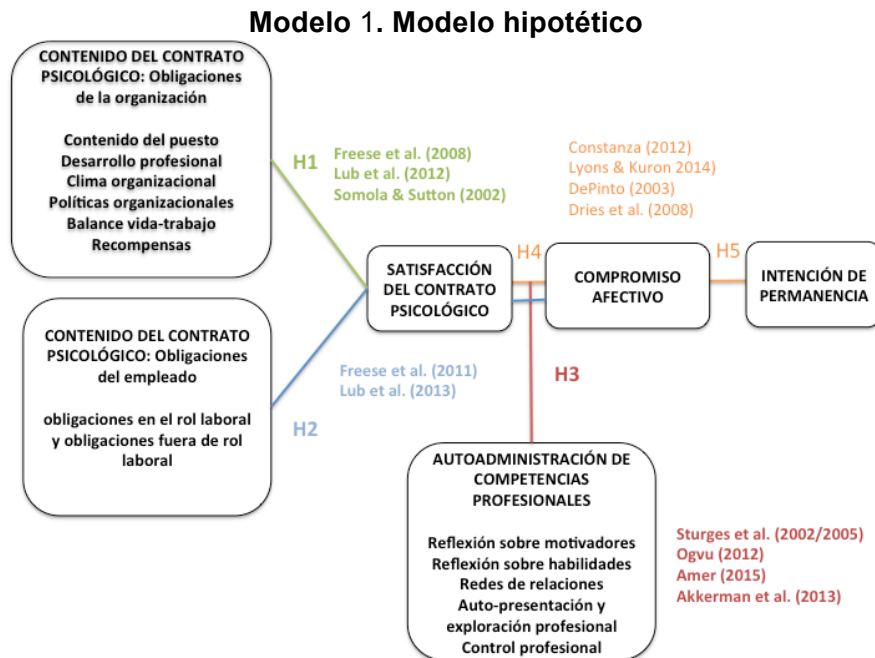 Modelo 1. Modelo hipotético
CONTENIDO DEL CONTRATO
PSICOLÓGICO: Obligaciones
de la organización
Contenido del puesto
Desarrollo profesional
Clima organizacional
Políticas organizacionales
Balance vida-trabajo
Recompensas
H1
Freese et al. (2008)
Lub et al. (2012)
Somola & Sutton (2002)
Constanza (2012)
Lyons & Kuron 2014)
DePinto (2003)
Dries et al. (2008)
H4
H5
SATISFACCIÓN
DEL CONTRATO
PSICOLÓGICO
COMPROMISO
AFECTIVO
INTENCIÓN DE
PERMANENCIA
CONTENIDO DEL CONTRATO
PSICOLÓGICO: Obligaciones
del empleado
obligaciones en el rol laboral
y obligaciones fuera de rol
laboral
Freese et al. (2011)
Lub et al. (2013)
H2
H3
AUTOADMINISTRACIÓN DE
COMPETENCIAS
PROFESIONALES
Reflexión sobre motivadores
Reflexión sobre habilidades
Redes de relaciones
Auto-presentación y
exploración profesional
Control profesional
Sturges et al. (2002/2005)
Ogvu (2012)
Amer (2015)
Akkerman et al. (2013)